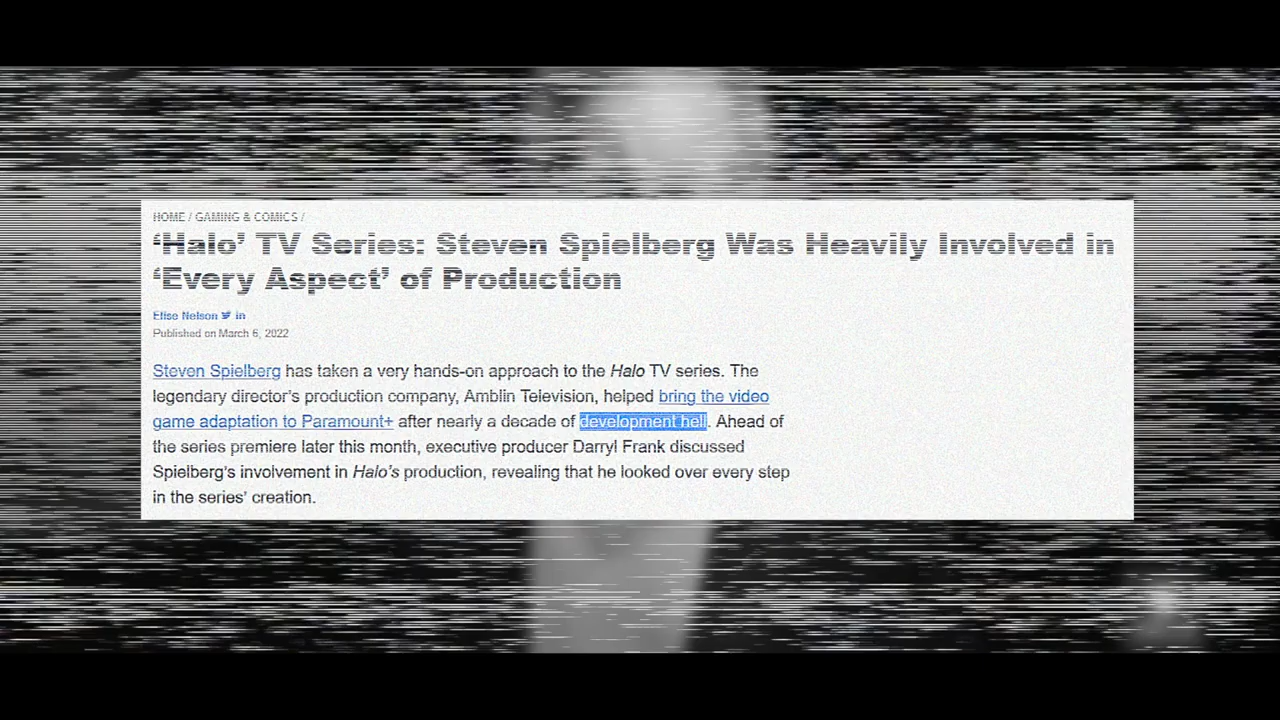 HOME / GAMING & COMICS /
‘Halo’ TV Series: Steven Spielberg Was Heavily Involved in
‘Every Aspect’ of Production
Elise Nelson in
Published on March 6, 2022
Steven Spielberg has taken a very hands-on approach to the Halo TV series. The
legendary director’s production company, Amblin Television, helped bring the video
game adaptation to Paramount+ after nearly a decade of development hell. Ahead of
the series premiere later this month, executive producer Darryl Frank discussed
Spielberg’s involvement in Halo’s production, revealing that he looked over every step
in the series’ creation.